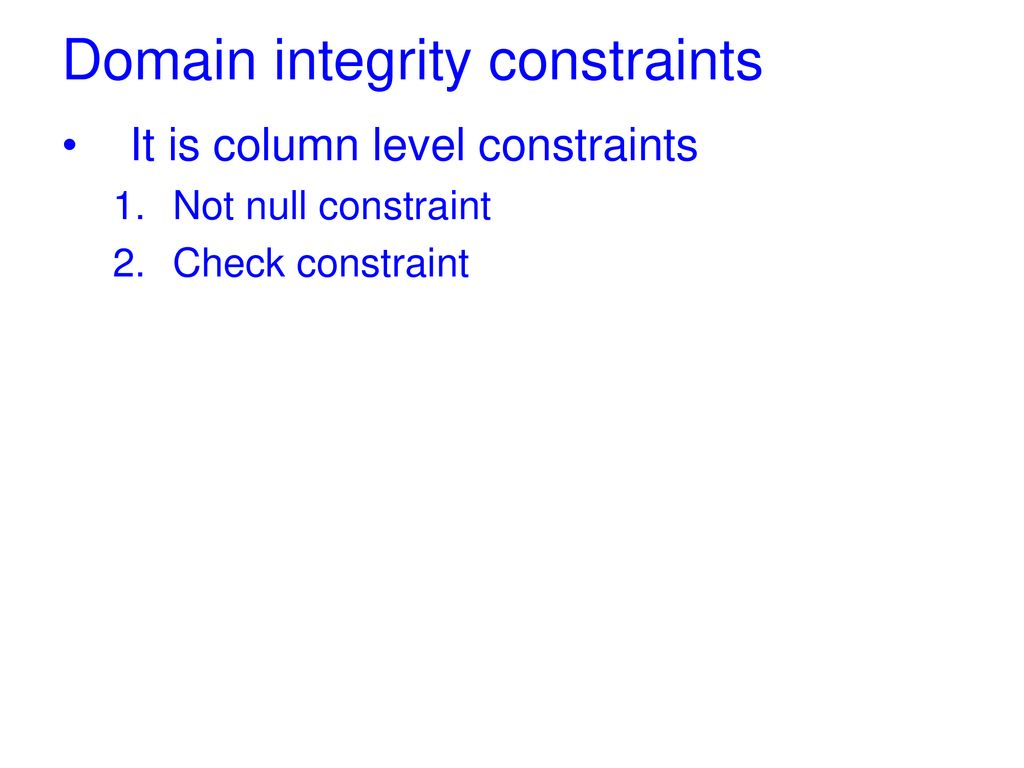 Domain integrity constraints
• It is column level constraints
1. Not null constraint
2. Check constraint